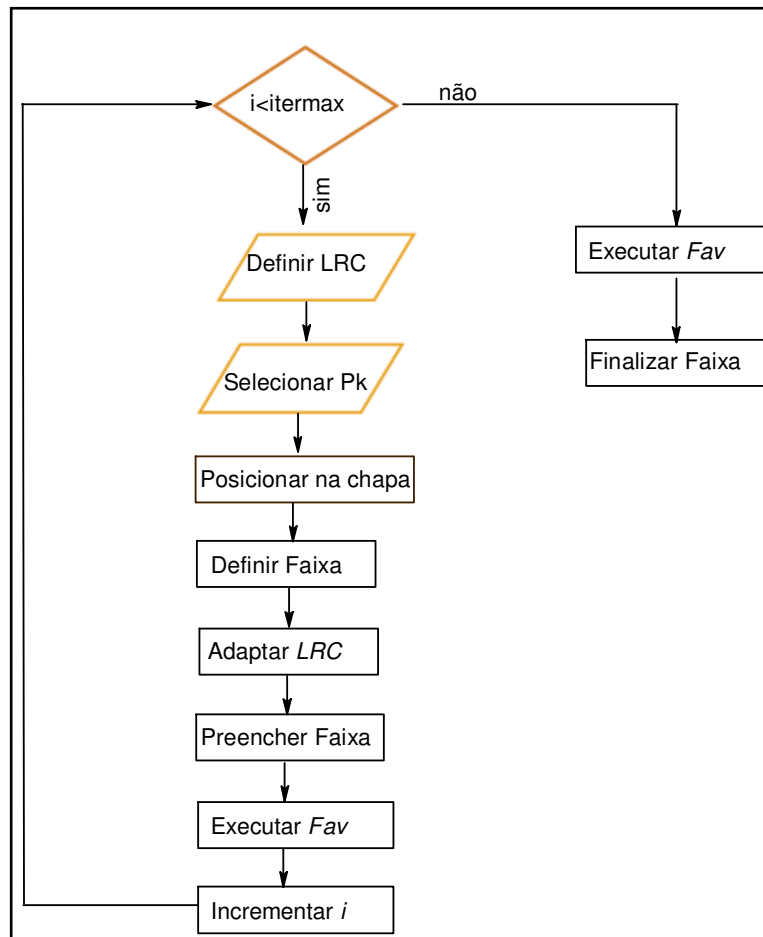 i<itermax
não
sim
Definir LRC
Executar Fav
Finalizar Faixa
Selecionar Pk
Posicionar na chapa
Definir Faixa
Adaptar LRC
Preencher Faixa
Executar Fav
Incrementar i